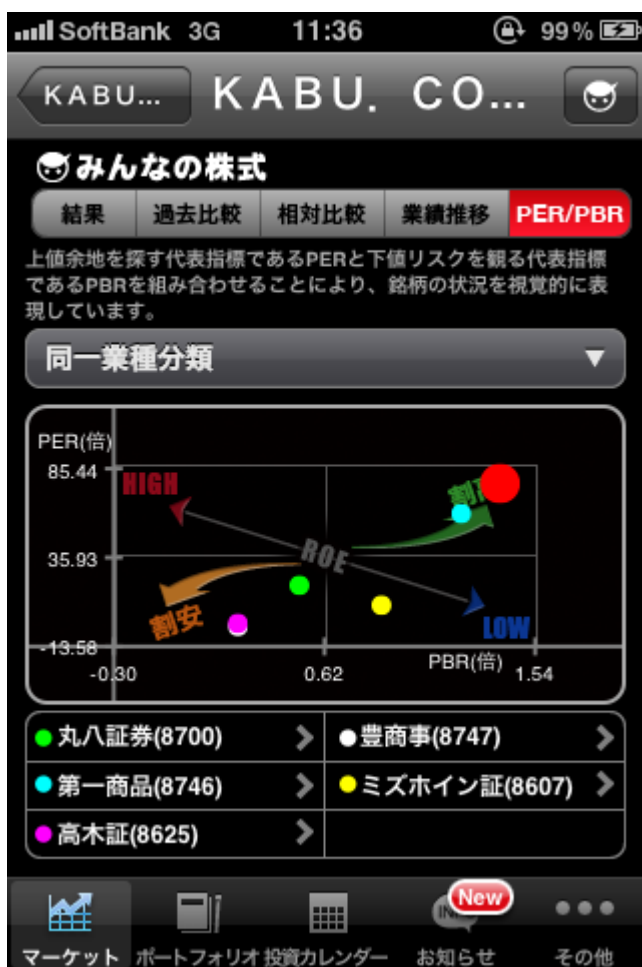 SoftBank 3G 11:36 99%
KABU... KABU. CO...
みんなの株式
結果 過去比較 相対比較 業績推移 PER/PBR
上値余地を探す代表指標であるPERと下値リスクを観る代表指標
であるPBRを組み合わせることにより、銘柄の状況を視覚的に表
現しています。
同一業種分類 ▼
PER(倍)
85.44
HIGH
35.93
ROE
割安
LOW
-13.58
PBR(倍)
-0.30 0.62 1.54
丸八証券(8700) 豊商事(8747)
第一商品(8746) ミズホイン証(8607)
高木証(8625)
New
マーケット ポートフォリオ 投資カレンダー お知らせ その他